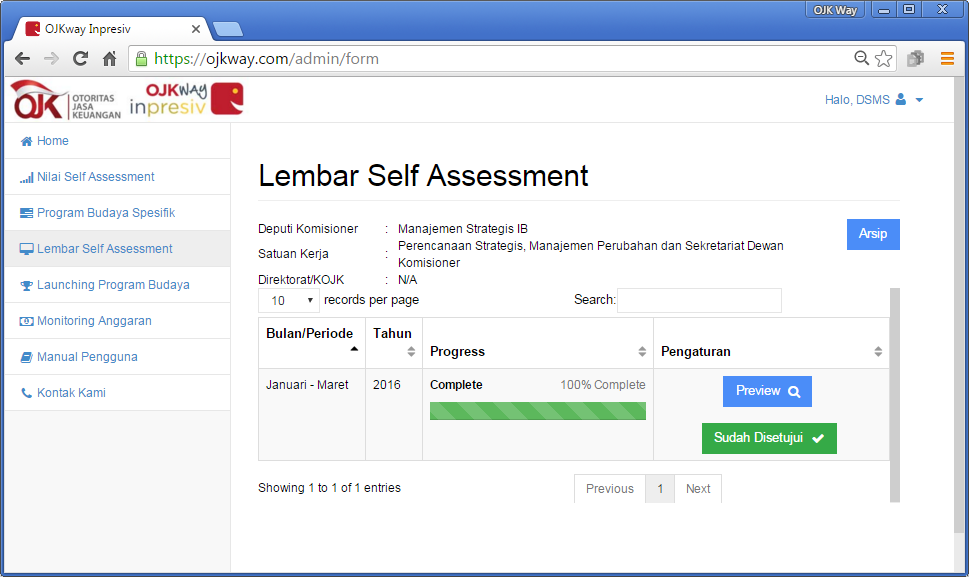 OJK Way
OJKway Inpresiv
https://ojkway.com/admin/form
OJK OTORITAS JASA KEUANGAN
OJKWAY
inpresiv
Halo, DSMS
Home
Nilai Self Assessment
Program Budaya Spesifik
Lembar Self Assessment
Launching Program Budaya
Monitoring Anggaran
Manual Pengguna
Kontak Kami
Lembar Self Assessment
Deputi Komisioner : Manajemen Strategis IB
Satuan Kerja : Perencanaan Strategis, Manajemen Perubahan dan Sekretariat Dewan
Komisioner
Direktorat/KOJK : N/A
Arsip
10 records per page
Search:
Bulan/Periode Tahun Progress Pengaturan
Januari - Maret 2016 Complete 100% Complete Preview
Sudah Disetujui
Showing 1 to 1 of 1 entries
Previous 1 Next